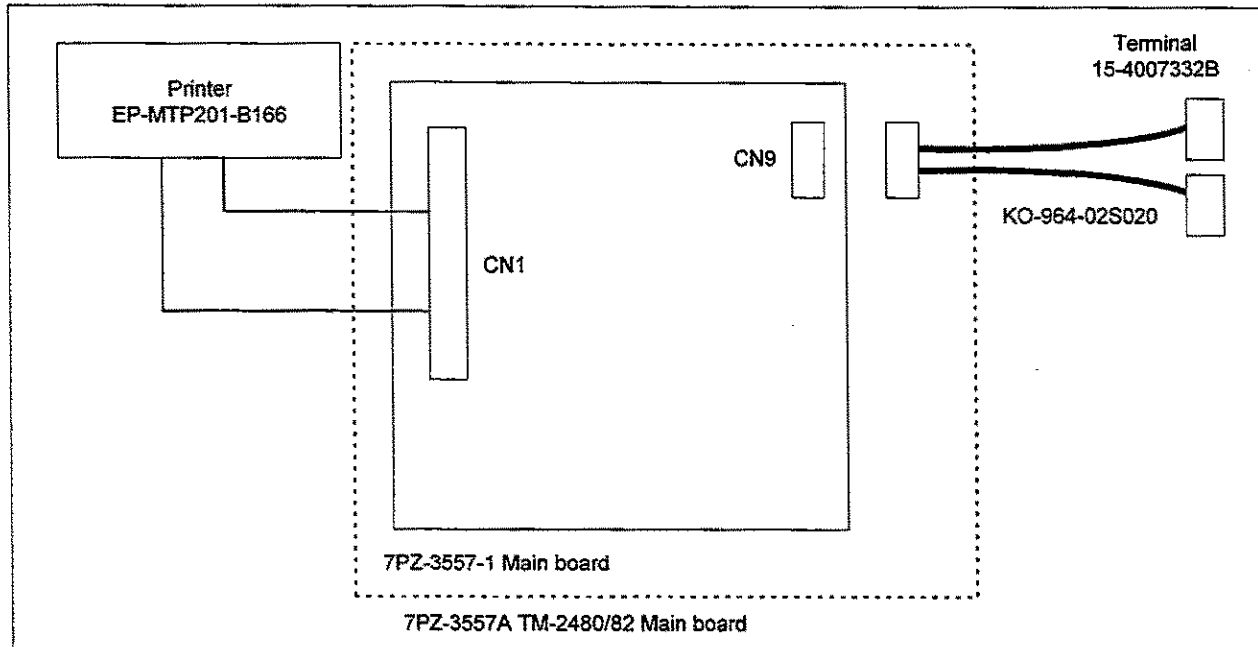 Printer
EP-MTP201-B166
Terminal
15-4007332B
CN9
KO-964-02S020
CN1
7PZ-3557-1 Main board
7PZ-3557A TM-2480/82 Main board